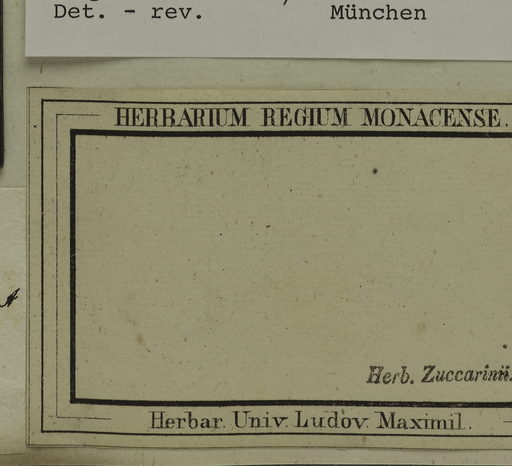 Det. - rev. München
HERBARIUM REGIUM MONACENSE.
Herb. Zuccarinii.
Herbar. Univ. Ludov. Maximil.